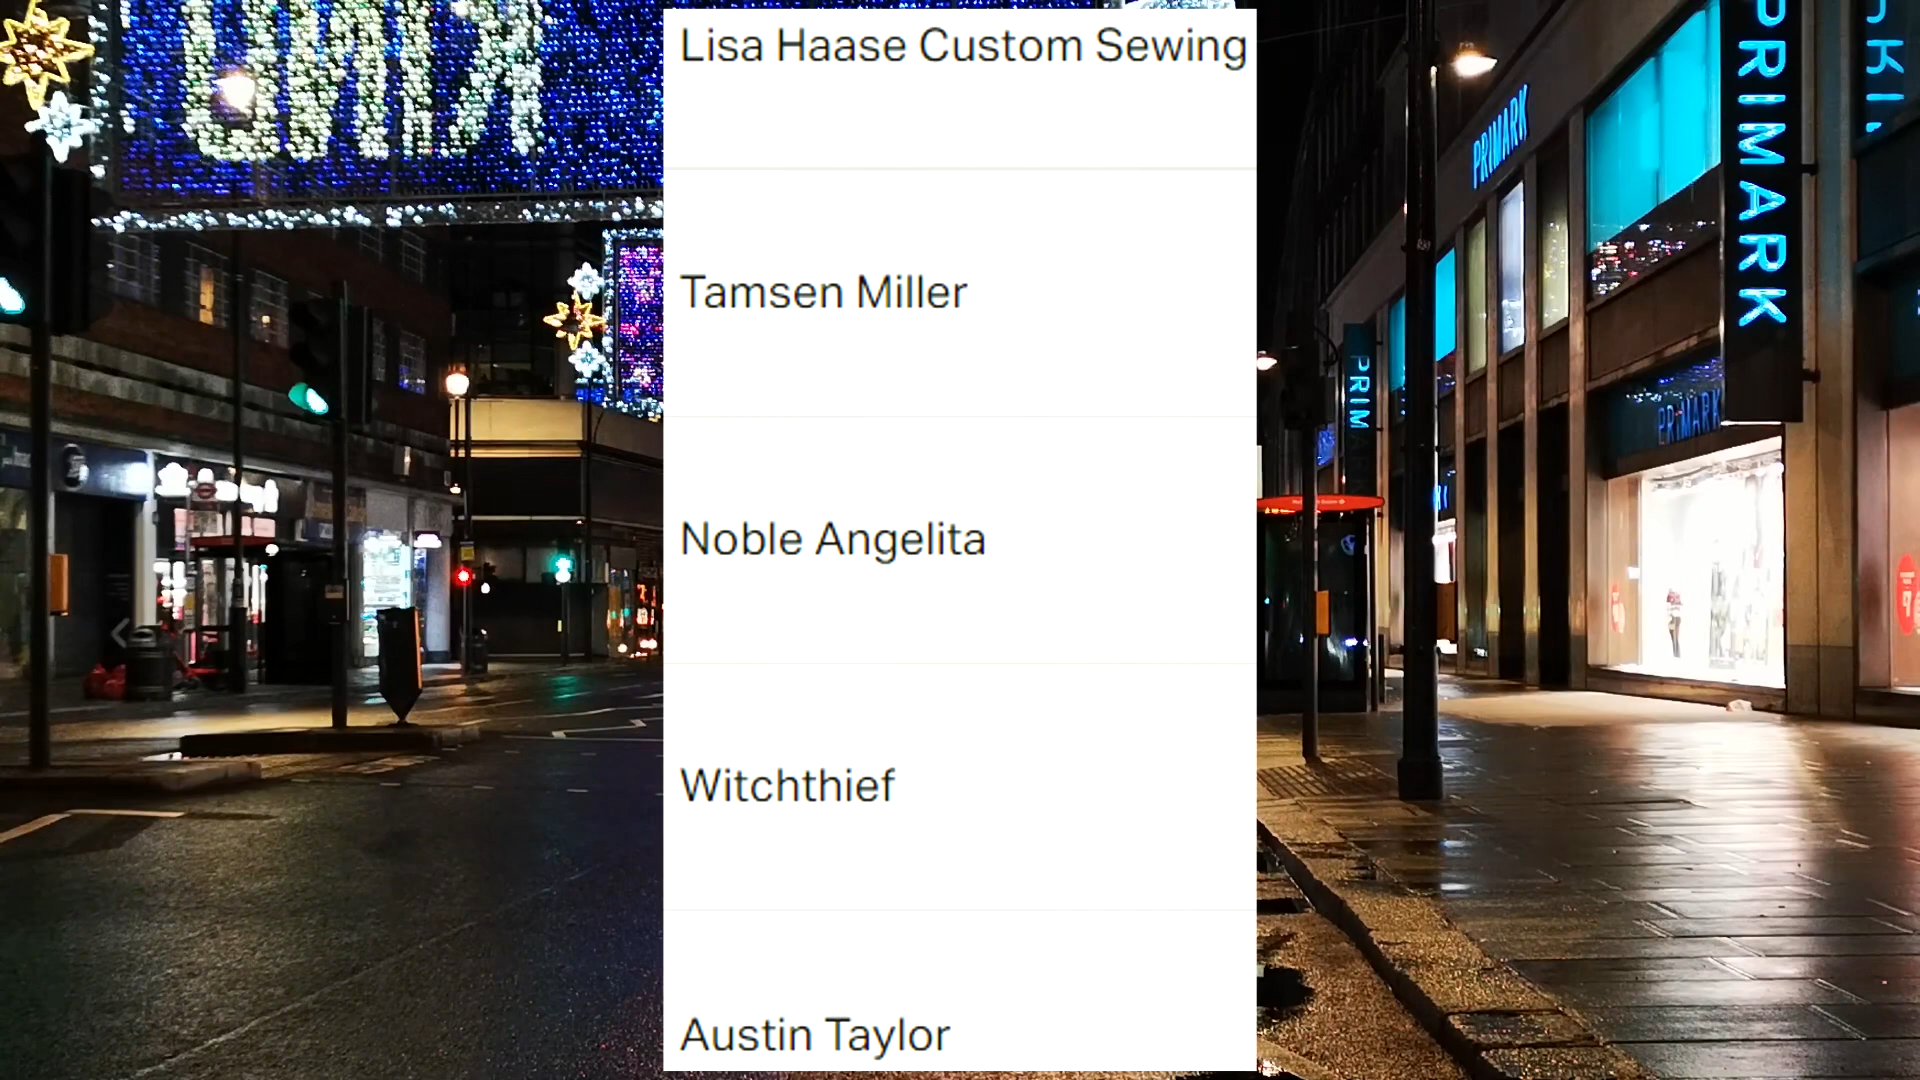 Lisa Haase Custom Sewing
Tamsen Miller
Noble Angelita
Witchthief
Austin Taylor
PRIMARK
PRIMARK
PRIM
PRIMARK